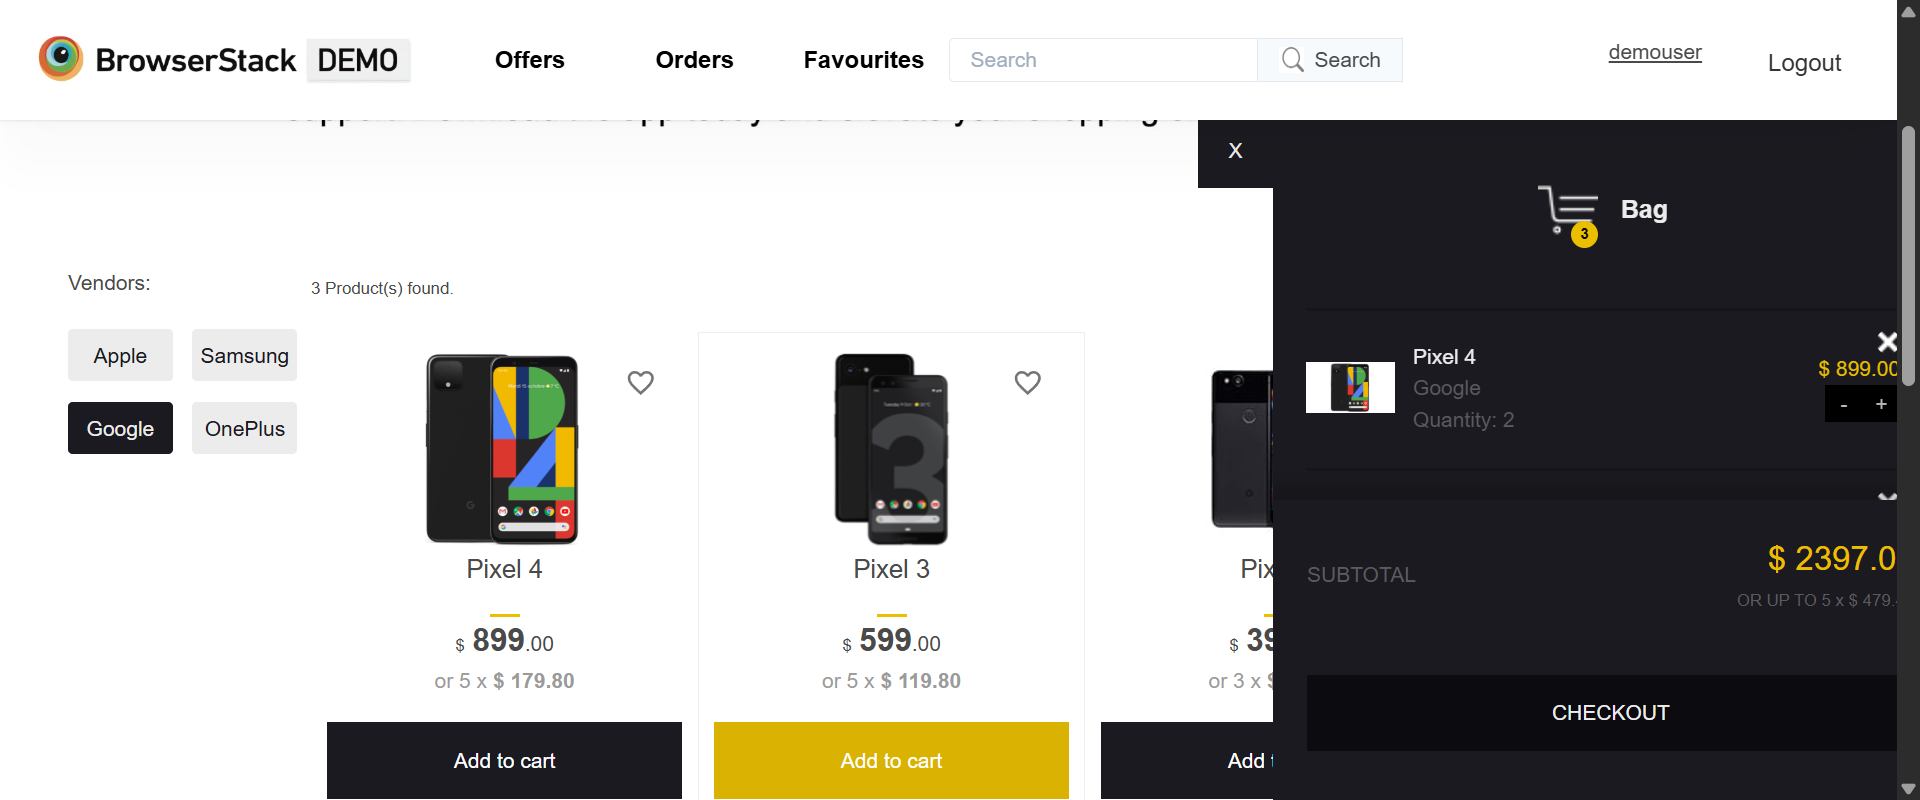 BrowserStack DEMO
Offers
Orders
Favourites
Search
Search
demouser
Logout
X
Bag
3
Vendors:
3 Product(s) found.
Apple
Samsung
Google
OnePlus
Pixel 4
$ 899.00
or 5 x $ 179.80
Add to cart
Pixel 3
$ 599.00
or 5 x $ 119.80
Add to cart
Pix
$ 39
or 3 x
Add
Pixel 4
Google
Quantity: 2
$ 899.00
- +
SUBTOTAL
$ 2397.0
OR UP TO 5 x $ 479.
CHECKOUT